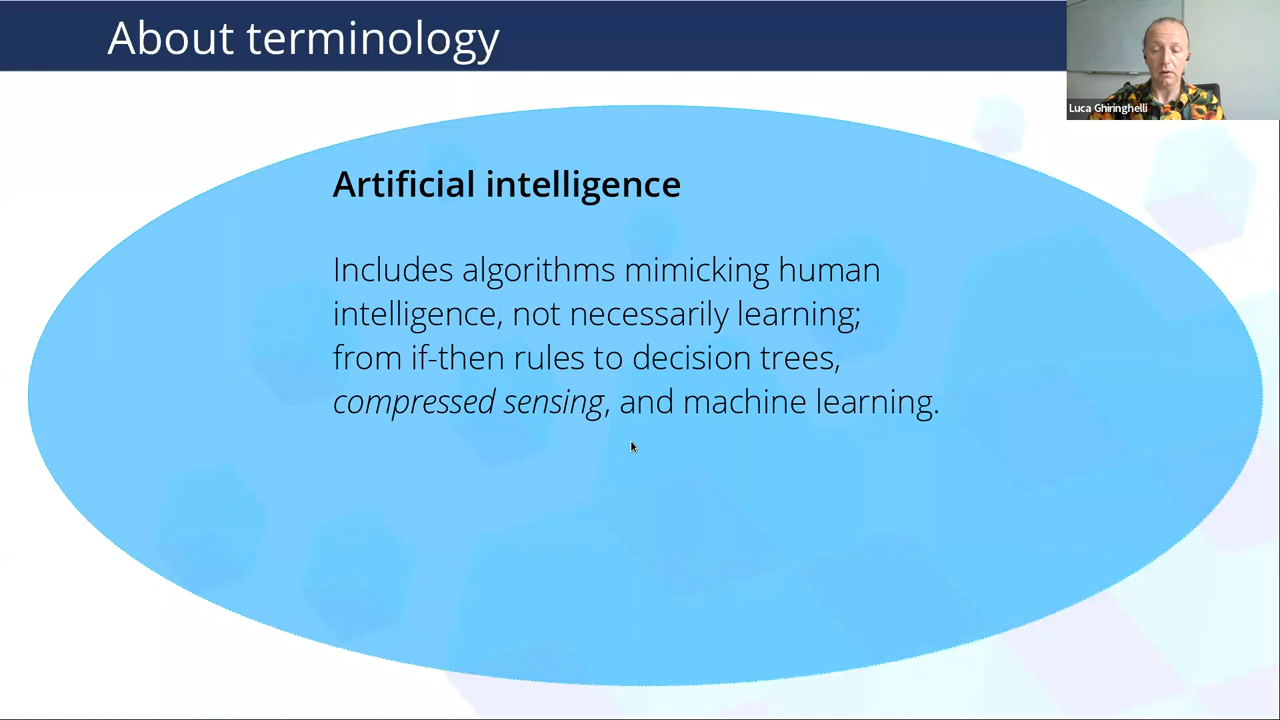 About terminology
Luca Ghiringhelli
Artificial intelligence
Includes algorithms mimicking human
intelligence, not necessarily learning;
from if-then rules to decision trees,
compressed sensing, and machine learning.